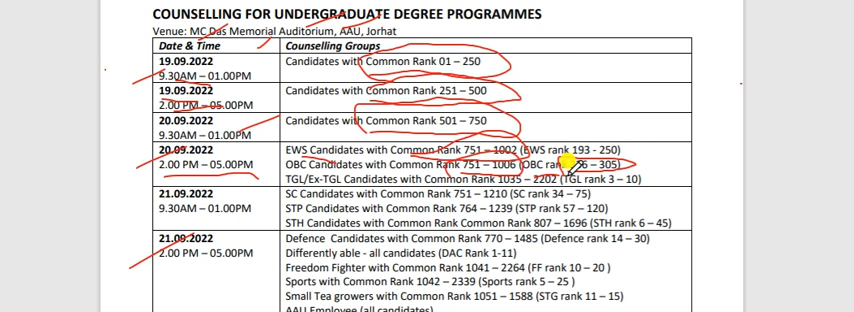 COUNSELLING FOR UNDERGRADUATE DEGREE PROGRAMMES
Venue: MC Das Memorial Auditorium, AAU, Jorhat
Date & Time Counselling Groups
19.09.2022 Candidates with Common Rank 01 – 250
9.30AM – 01.00PM
19.09.2022 Candidates with Common Rank 251 – 500
2.00 PM – 05.00PM
20.09.2022 Candidates with Common Rank 501 – 750
9.30AM – 01.00PM
20.09.2022 EWS Candidates with Common Rank 751 – 1002 (EWS rank 193 - 250)
2.00 PM – 05.00PM OBC Candidates with Common Rank 751 – 1006 (OBC – 305)
TGL/Ex-TGL Candidates with Common Rank 1035 – 2202 (TGL rank 3 – 10)
21.09.2022 SC Candidates with Common Rank 751 – 1210 (SC rank 34 – 75)
9.30AM – 01.00PM STP Candidates with Common Rank 764 – 1239 (STP rank 57 – 120)
STH Candidates with Common Rank Common Rank 807 – 1696 (STH rank 6 – 45)
21.09.2022 Defence Candidates with Common Rank 770 – 1485 (Defence rank 14 – 30)
2.00 PM – 05.00PM Differently able - all candidates (DAC Rank 1-11)
Freedom Fighter with Common Rank 1041 – 2264 (FF rank 10 – 20 )
Sports with Common Rank 1042 – 2339 (Sports rank 5 – 25 )
Small Tea growers with Common Rank 1051 – 1588 (STG rank 11 – 15)
AAU Employee (all candidates)